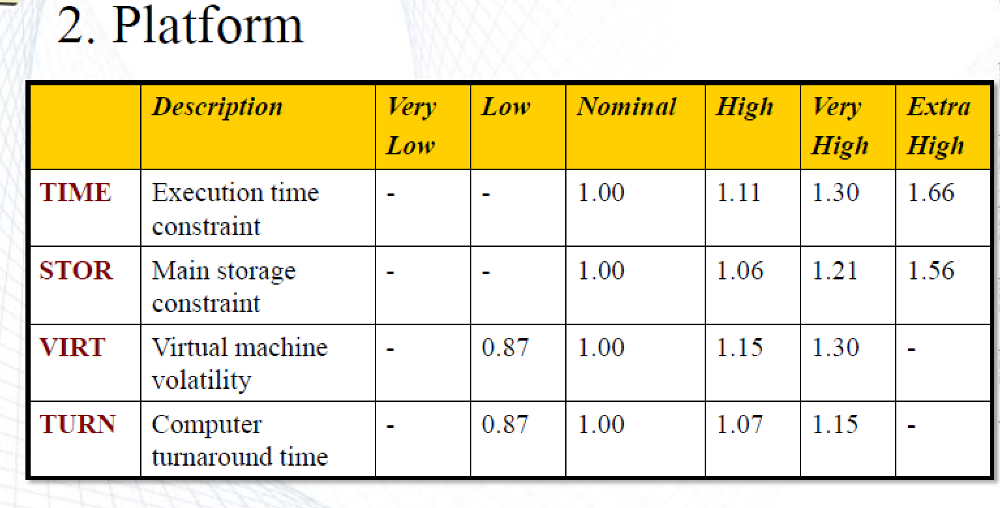 2. Platform
Description Very Low Nominal High Very Extra
Low High High
TIME Execution time - - 1.00 1.11 1.30 1.66
constraint
STOR Main storage - - 1.00 1.06 1.21 1.56
constraint
VIRT Virtual machine - 0.87 1.00 1.15 1.30 -
volatility
TURN Computer - 0.87 1.00 1.07 1.15 -
turnaround time